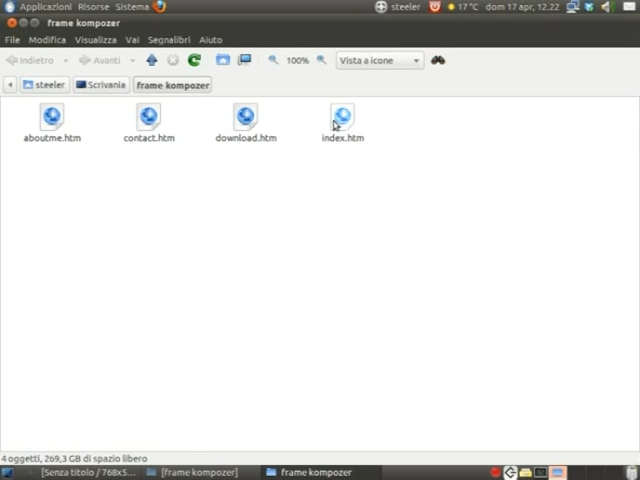 Applicazioni Risorse Sistema steeler 17 °C dom 17 apr, 12.22
frame kompozer
File Modifica Visualizza Vai Segnalibri Aiuto
Indietro Avanti 100% Vista a icone
steeler Scrivania frame kompozer
aboutme.htm contact.htm download.htm index.htm
4 oggetti, 269,3 GB di spazio libero
[Senza titolo / 768x5... [frame kompozer] frame kompozer